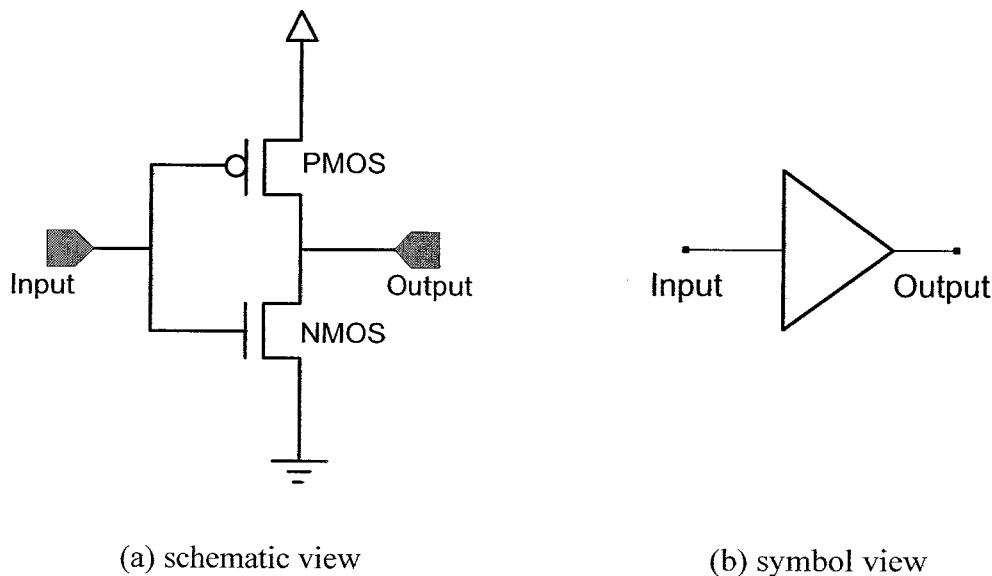 PMOS
Input
Output
NMOS
Input
Output
(a) schematic view
(b) symbol view